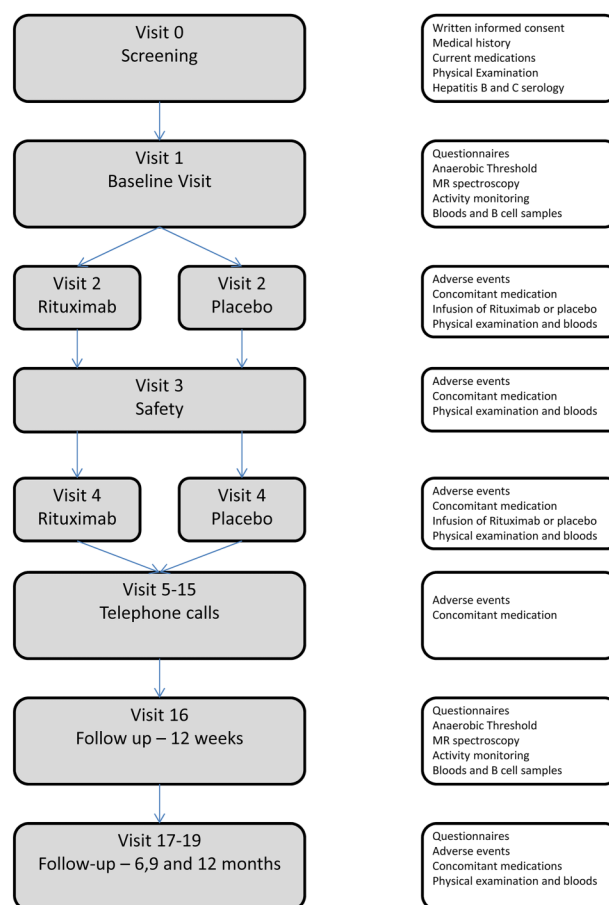 Visit 0
Screening
Written informed consent
Medical history
Current medications
Physical Examination
Hepatitis B and C serology
Visit 1
Baseline Visit
Questionnaires
Anaerobic Threshold
MR spectroscopy
Activity monitoring
Bloods and B cell samples
Visit 2
Rituximab
Visit 2
Placebo
Adverse events
Concomitant medication
Infusion of Rituximab or placebo
Physical examination and bloods
Visit 3
Safety
Adverse events
Concomitant medication
Physical examination and bloods
Visit 4
Rituximab
Visit 4
Placebo
Adverse events
Concomitant medication
Infusion of Rituximab or placebo
Physical examination and bloods
Visit 5-15
Telephone calls
Adverse events
Concomitant medication
Visit 16
Follow up – 12 weeks
Questionnaires
Anaerobic Threshold
MR spectroscopy
Activity monitoring
Bloods and B cell samples
Visit 17-19
Follow-up – 6,9 and 12 months
Questionnaires
Adverse events
Concomitant medications
Physical examination and bloods